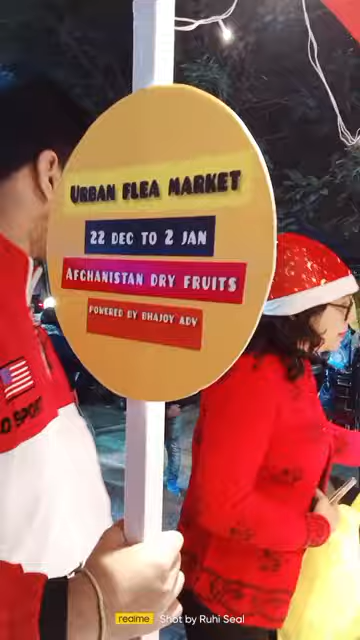 URBAN FLEA MARKET
22 DEC TO 2 JAN
AFGHANISTAN DRY FRUITS
POWERED BY BHAJOY ADV
SPORT
realme Shot by Ruhi Seal